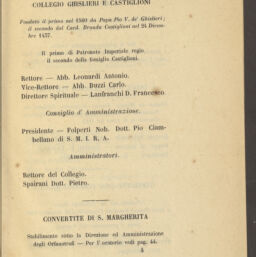 COLLEGIO GHISLIERI E CASTIGLIONI
Fondato il primo nel 1569 da Papa Pio V. de' Ghislieri;
il secondo dal Card. Branda Castiglioni nel 24 Dicem-
bre 1437.
Il primo di Patronato Imperiale regio
il secondo della famiglia Castiglioni.
Rettore — Abb. Leonardi Antonio.
Vice-Rettore — Abb. Buzzi Carlo.
Direttore Spirituale — Lanfranchi D. Francesco
Consiglio d' Amministrazione.
Presidente — Folperti Nob. Dott. Pio Ciam-
bellano di S. M. I. R. A.
Amministratori.
Rettore del Collegio.
Spairani Dott. Pietro.
CONVERTITE DI S. MARGHERITA
Stabilimento sotto la Direzione ed Amministrazione
degli Orfanotrofi — Per l' oratorio vedi pag. 44.
4